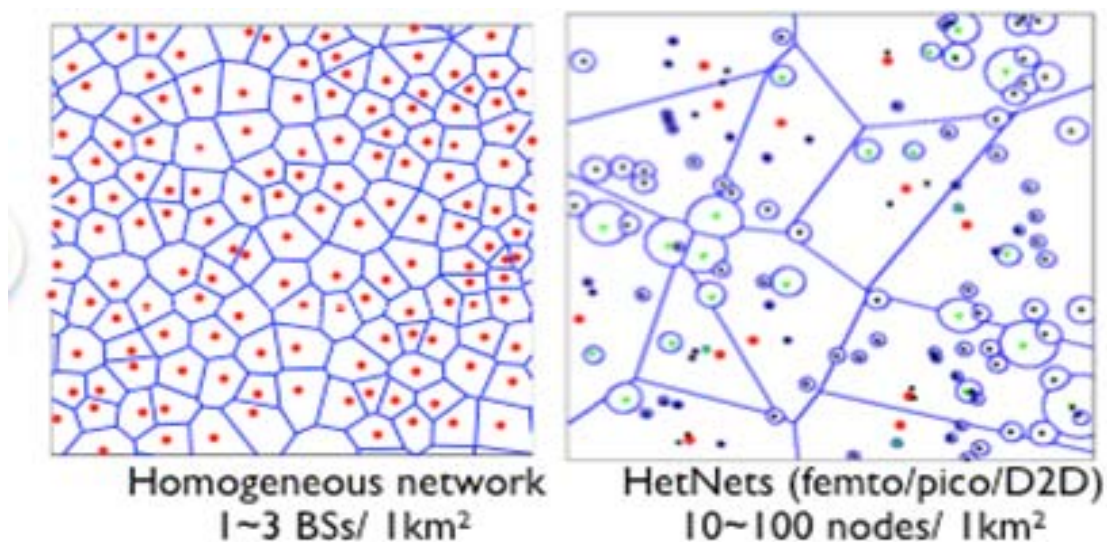 Homogeneous network
1~3 BSs/ 1km²
HetNets (femto/pico/D2D)
10~100 nodes/ 1km²